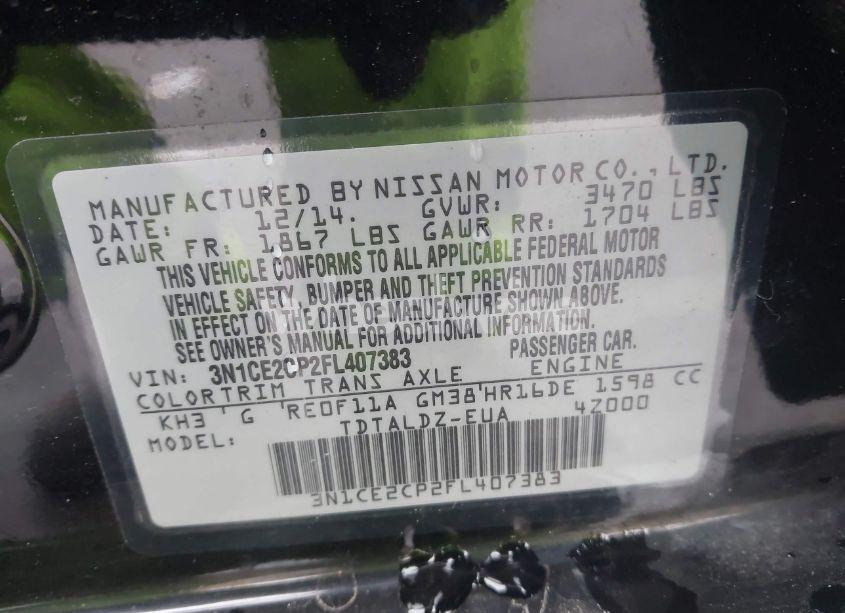 MANUFACTURED BY NISSAN MOTOR CO., LTD.
DATE: 12/14. GVWR: 3470 LBS
GAWR FR: 1867 LBS GAWR RR: 1704 LBS
THIS VEHICLE CONFORMS TO ALL APPLICABLE FEDERAL MOTOR
VEHICLE SAFETY, BUMPER AND THEFT PREVENTION STANDARDS
IN EFFECT ON THE DATE OF MANUFACTURE SHOWN ABOVE.
SEE OWNER'S MANUAL FOR ADDITIONAL INFORMATION.
VIN: 3N1CE2CP2FL407383 PASSENGER CAR.
COLOR TRIM TRANS AXLE ENGINE
KH3 G RE0F11A GM38 HR16DE 1598 CC
MODEL: TDTALDZ-EUA 4Z000
3N1CE2CP2FL407383